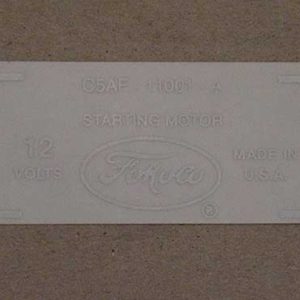 C5AF - 11001 - A
STARTING MOTOR
12 VOLTS
FoMoCo
®
MADE IN U.S.A.